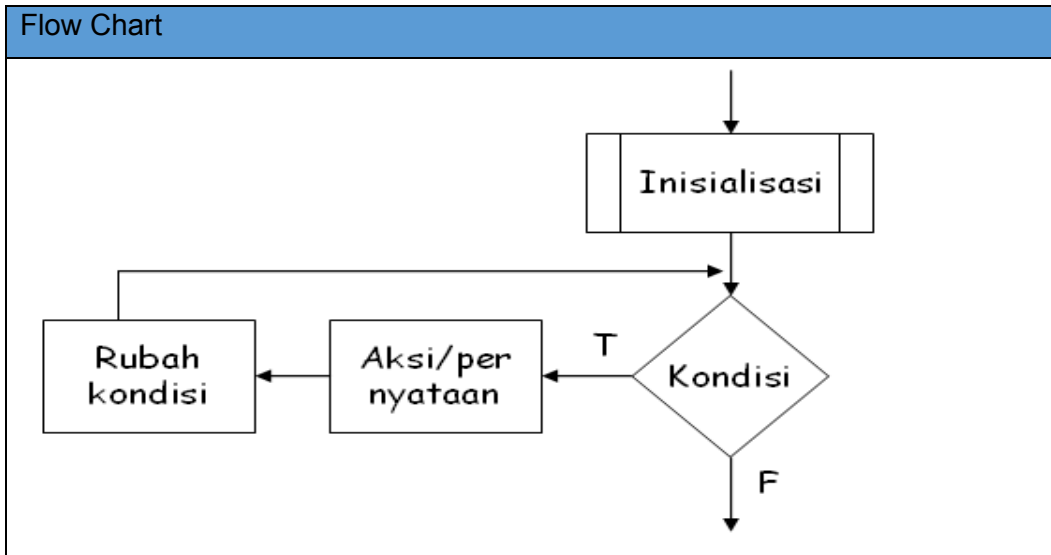 Flow Chart
Inisialisasi
Rubah
kondisi
Aksi/per
nyataan
T
Kondisi
F